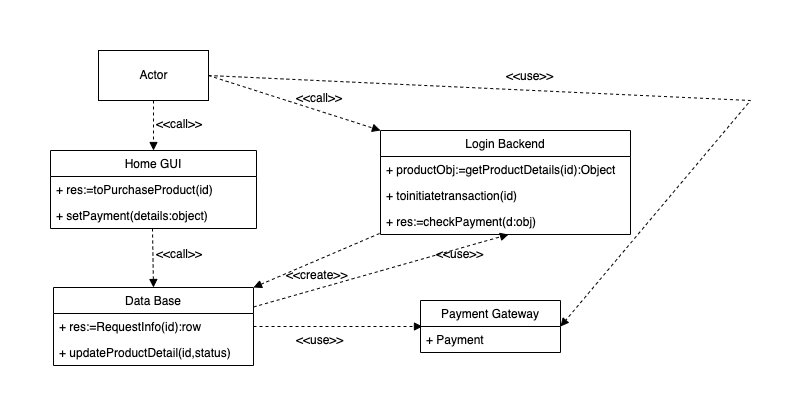 Actor
<<use>>
<<call>>
<<call>>
Login Backend
+ productObj:=getProductDetails(id):Object
+ toinitiatetransaction(id)
+ res:=checkPayment(d:obj)
Home GUI
+ res:=toPurchaseProduct(id)
+ setPayment(details:object)
<<call>>
<<use>>
<<create>>
Data Base
+ res:=RequestInfo(id):row
+ updateProductDetail(id,status)
<<use>>
Payment Gateway
+ Payment